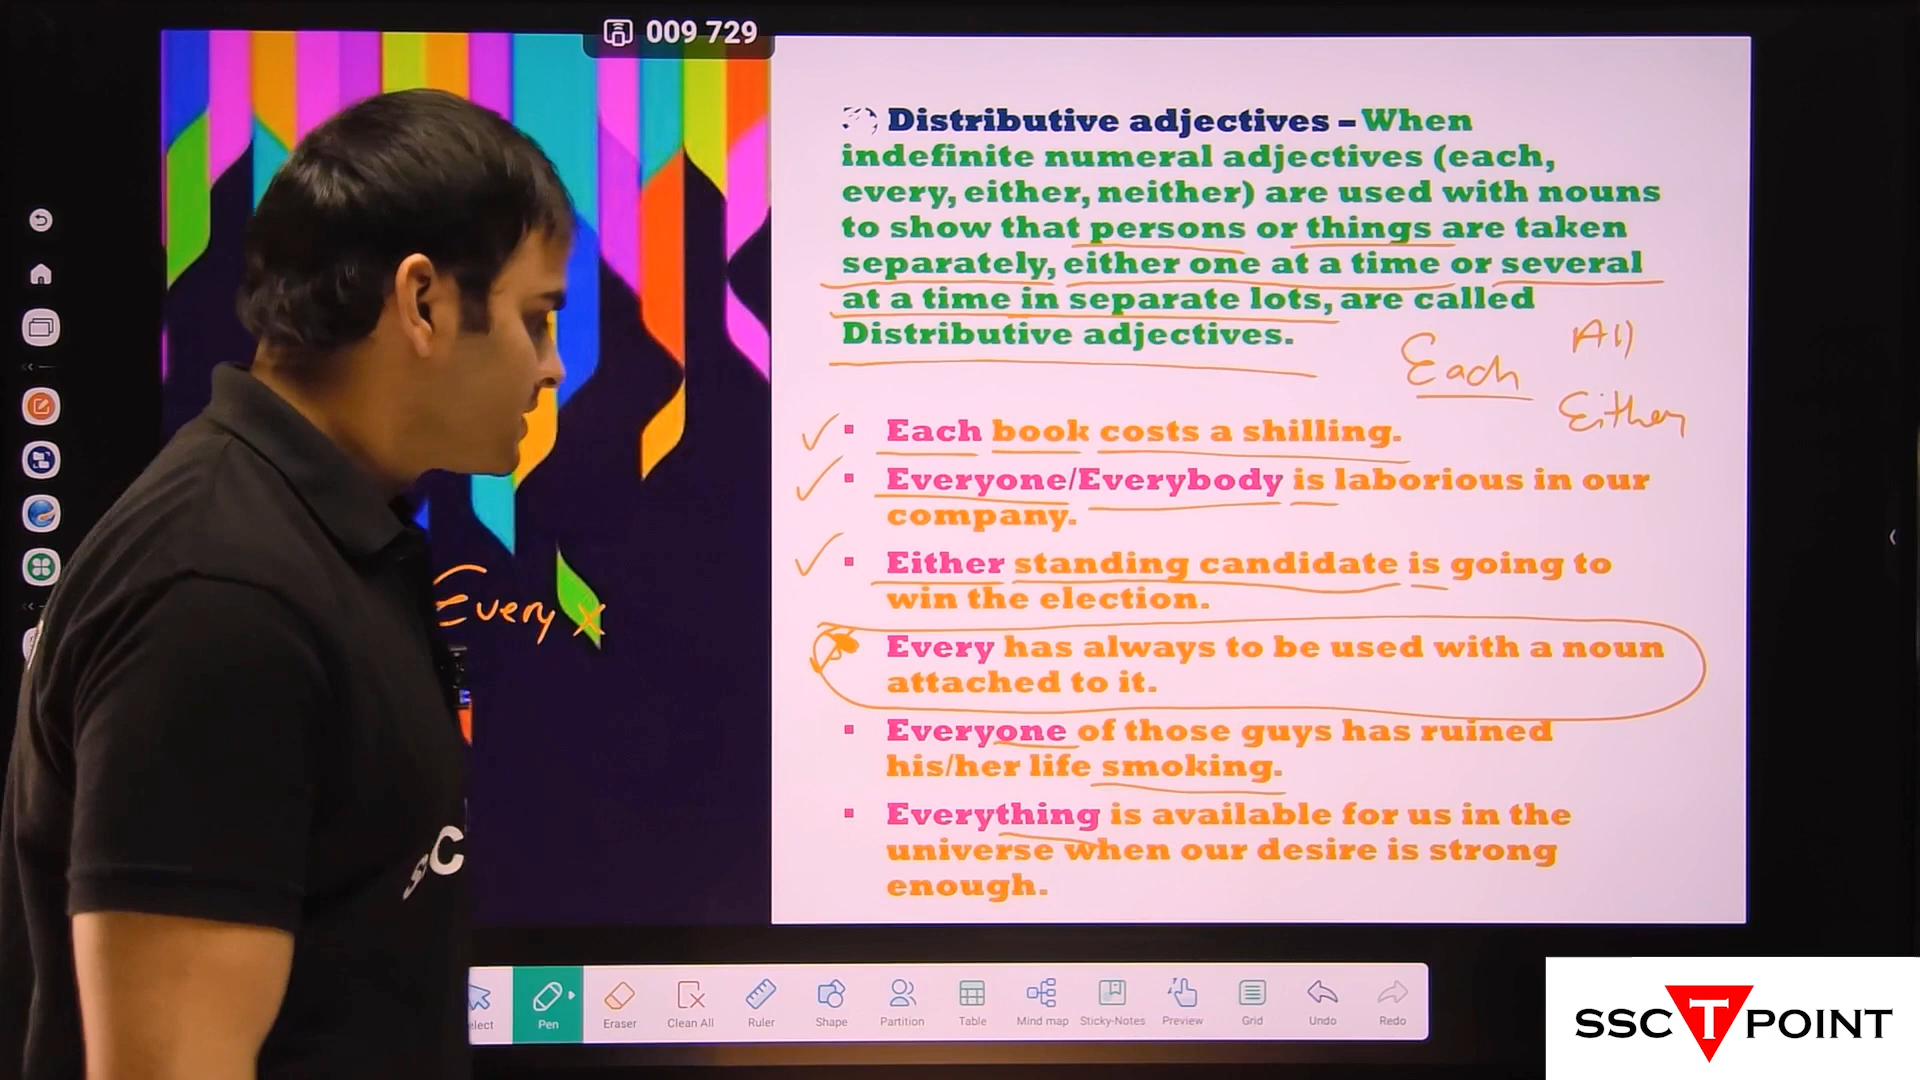 009 729
Distributive adjectives – When
indefinite numeral adjectives (each,
every, either, neither) are used with nouns
to show that persons or things are taken
separately, either one at a time or several
at a time in separate lots, are called
Distributive adjectives.
Each
All
Either
Each book costs a shilling.
Everyone/Everybody is laborious in our
company.
Either standing candidate is going to
win the election.
Every
Every has always to be used with a noun
attached to it.
Everyone of those guys has ruined
his/her life smoking.
Everything is available for us in the
universe when our desire is strong
enough.
SC
elect
Pen
Eraser
Clean All
Ruler
Shape
Partition
Table
Mind map
Sticky-Notes
Preview
Grid
Undo
Redo
SSC T POINT